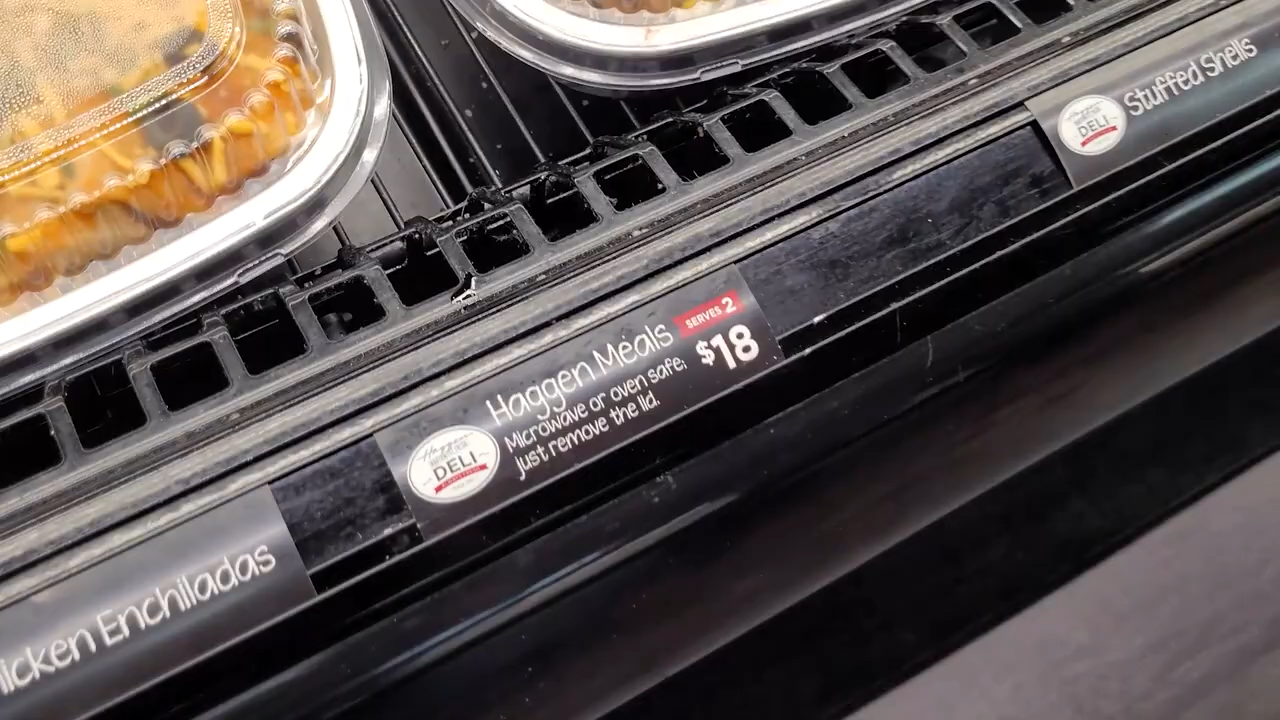 Stuffed Shells
DELI
Haggen Meals
SERVES 2
$18
Microwave or oven safe;
just remove the lid.
Haggen
DELI
icken Enchiladas